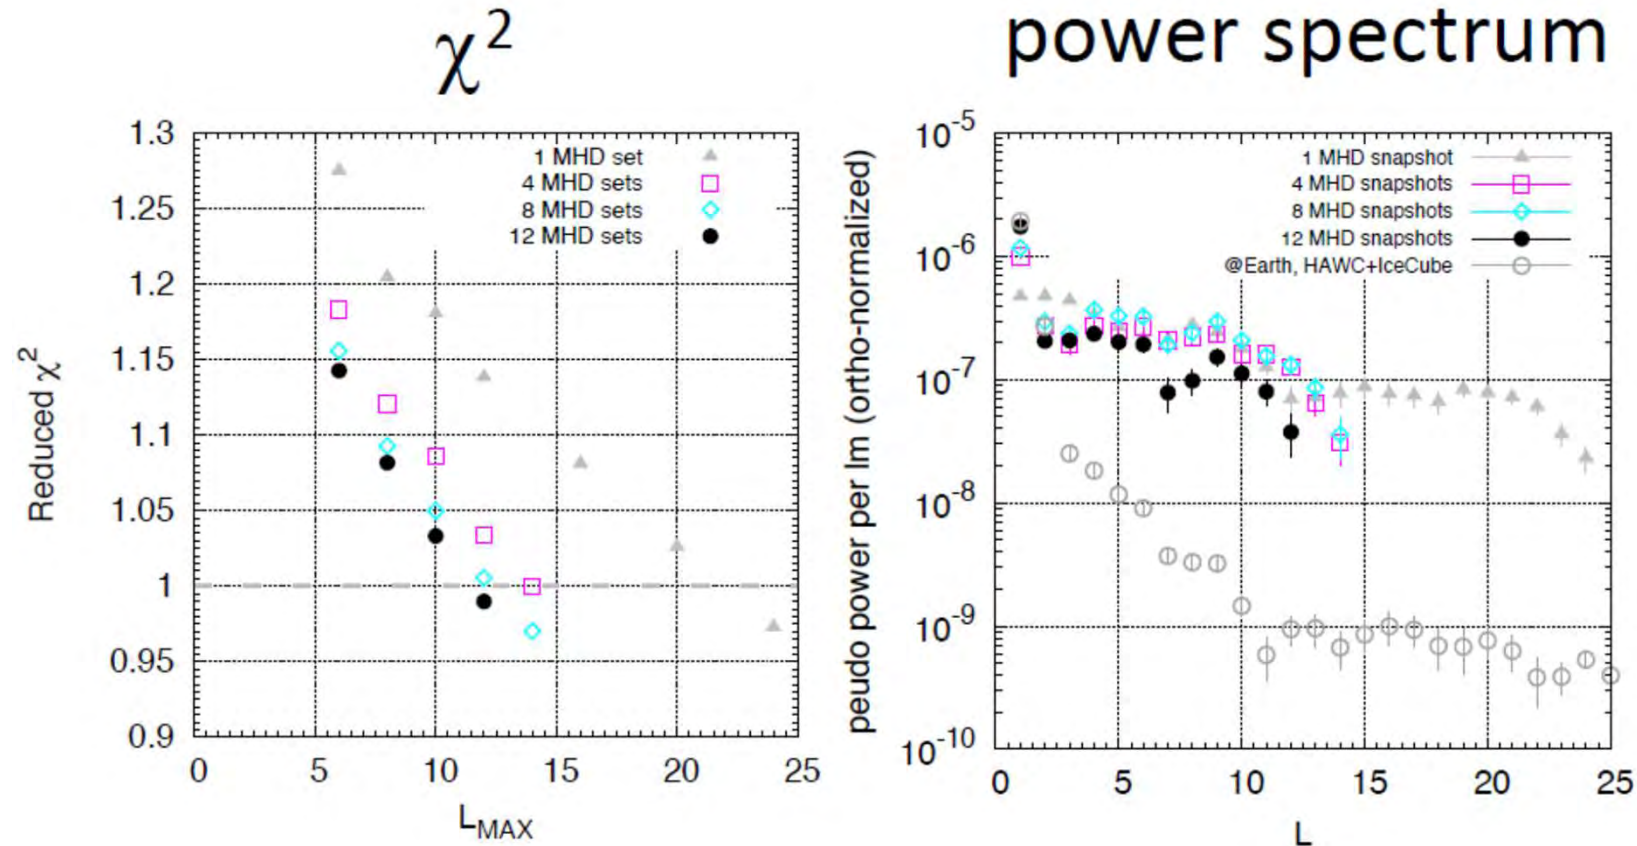 χ²
power spectrum
1.3
1.25
1.2
1.15
1.1
1.05
1
0.95
0.9
Reduced χ²
1 MHD set
4 MHD sets
8 MHD sets
12 MHD sets
0 5 10 15 20 25
L_MAX
10⁻⁵
10⁻⁶
10⁻⁷
10⁻⁸
10⁻⁹
10⁻¹⁰
peudo power per lm (ortho-normalized)
1 MHD snapshot
4 MHD snapshots
8 MHD snapshots
12 MHD snapshots
@Earth, HAWC+IceCube
0 5 10 15 20 25
L